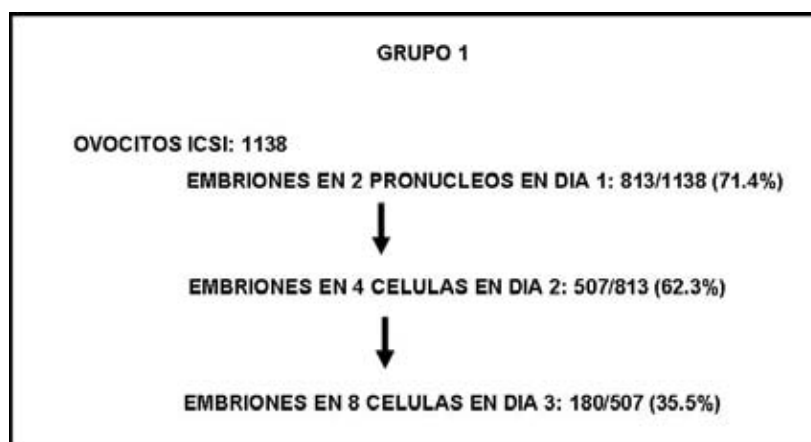 GRUPO 1
OVOCITOS ICSI: 1138
EMBRIONES EN 2 PRONUCLEOS EN DIA 1: 813/1138 (71.4%)
EMBRIONES EN 4 CELULAS EN DIA 2: 507/813 (62.3%)
EMBRIONES EN 8 CELULAS EN DIA 3: 180/507 (35.5%)